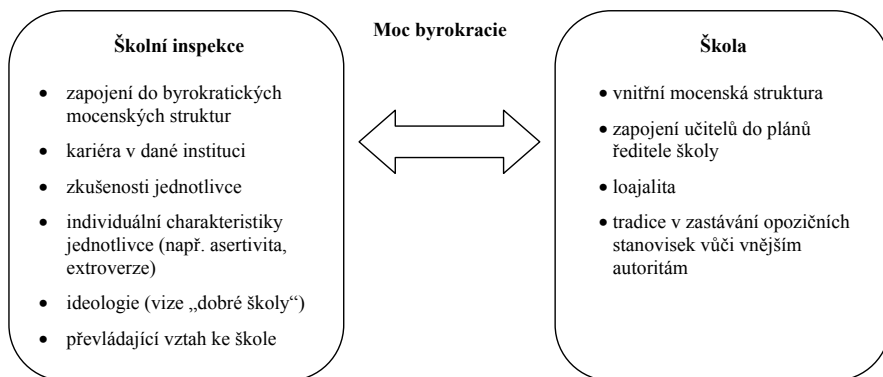 Moc byrokracie
Školní inspekce
• zapojení do byrokratických
mocenských struktur
• kariéra v dané instituci
• zkušenosti jednotlivce
• individuální charakteristiky
jednotlivce (např. asertivita,
extroverze)
• ideologie (vize „dobré školy“)
• převládající vztah ke škole
Škola
• vnitřní mocenská struktura
• zapojení učitelů do plánů
ředitele školy
• loajalita
• tradice v zastávání opozičních
stanovisek vůči vnějším
autoritám